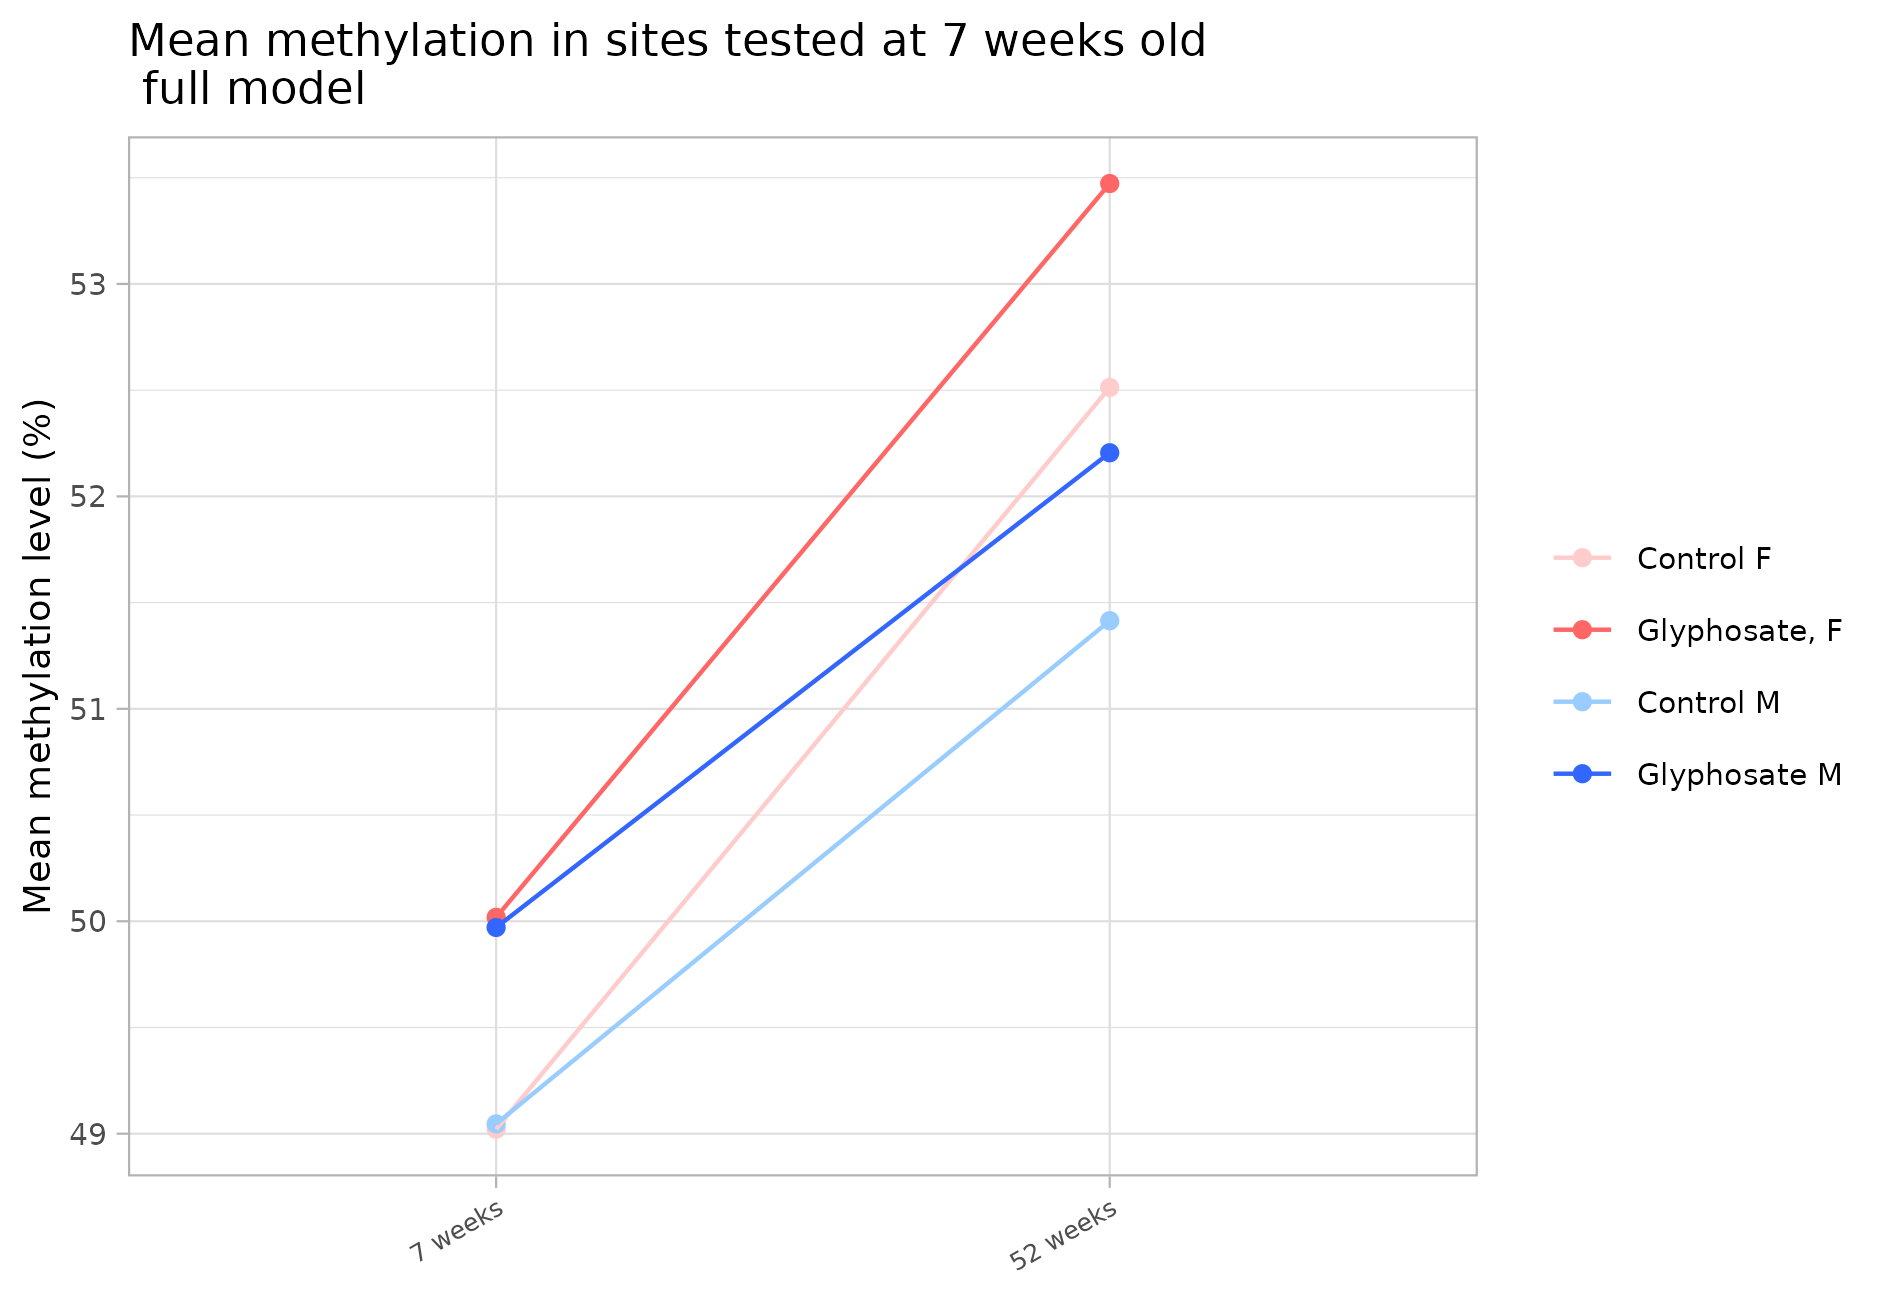 Mean methylation in sites tested at 7 weeks old
full model
Mean methylation level (%)
53
52
51
50
49
7 weeks
52 weeks
Control F
Glyphosate, F
Control M
Glyphosate M